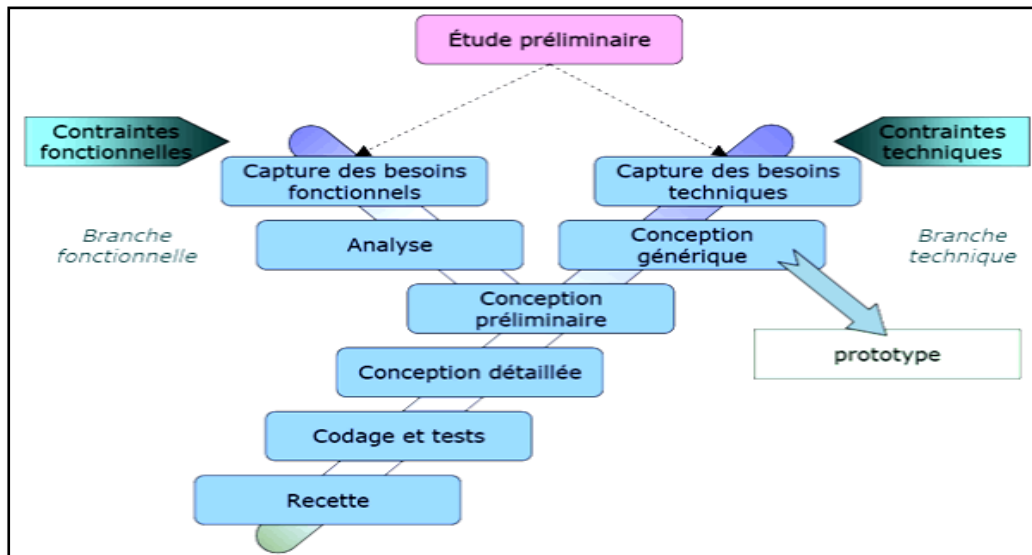 Étude préliminaire
Contraintes
fonctionnelles
Contraintes
techniques
Capture des besoins
fonctionnels
Capture des besoins
techniques
Branche
fonctionnelle
Analyse
Conception
générique
Branche
technique
Conception
préliminaire
prototype
Conception détaillée
Codage et tests
Recette